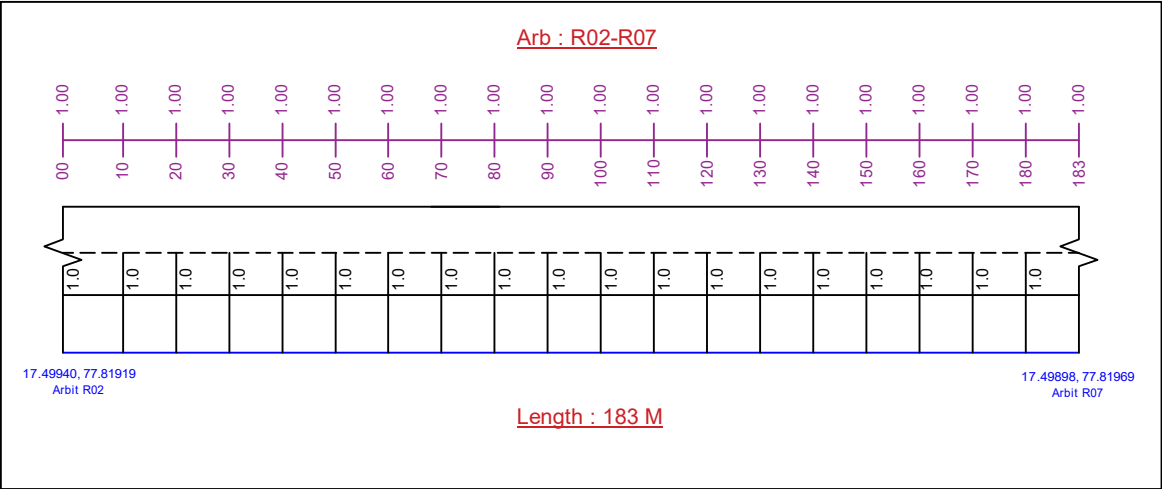 Arb : R02-R07
1.00 1.00 1.00 1.00 1.00 1.00 1.00 1.00 1.00 1.00 1.00 1.00 1.00 1.00 1.00 1.00 1.00 1.00 1.00 1.00
00 10 20 30 40 50 60 70 80 90 100 110 120 130 140 150 160 170 180 183
1.0 1.0 1.0 1.0 1.0 1.0 1.0 1.0 1.0 1.0 1.0 1.0 1.0 1.0 1.0 1.0 1.0 1.0 1.0
17.49940, 77.81919
Arbit R02
17.49898, 77.81969
Arbit R07
Length : 183 M